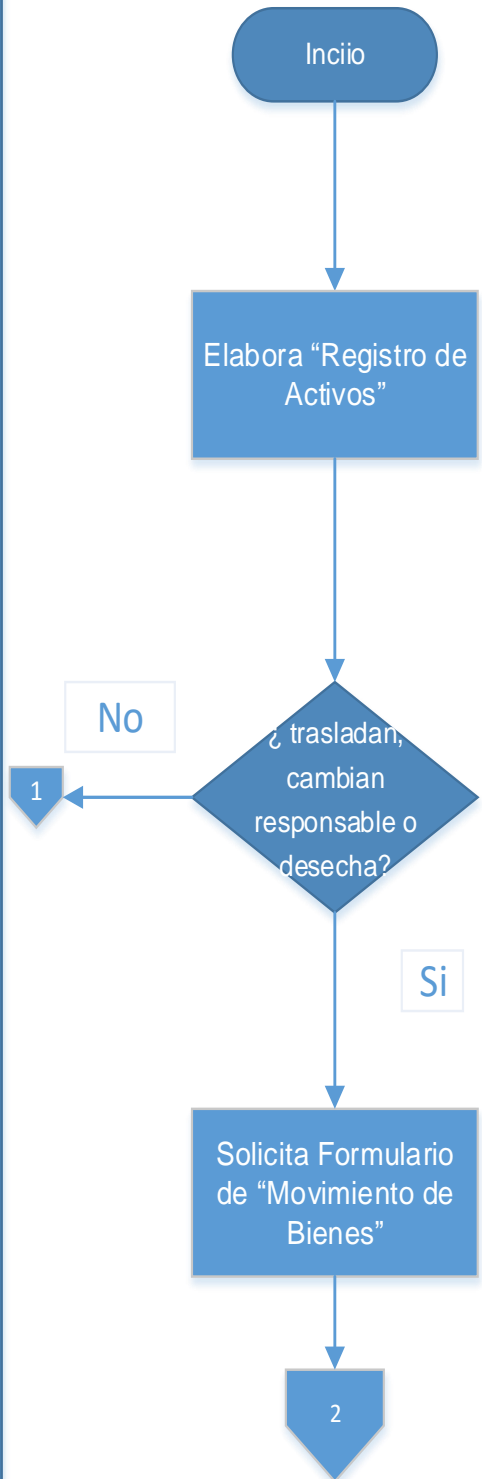 Inciio
Elabora “Registro de
Activos”
No
¿ trasladan,
cambian
responsable o
desecha?
1
Si
Solicita Formulario
de “Movimiento de
Bienes”
2